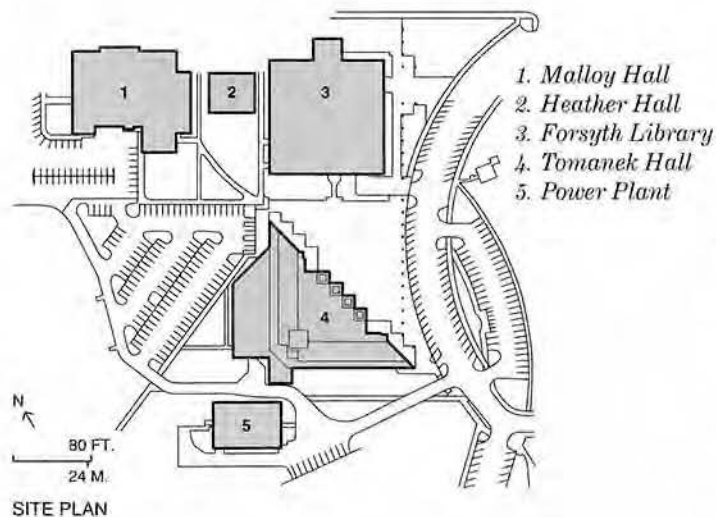 1
2
3
1. Malloy Hall
2. Heather Hall
3. Forsyth Library
4. Tomanek Hall
5. Power Plant
4
5
N
80 FT.
24 M.
SITE PLAN